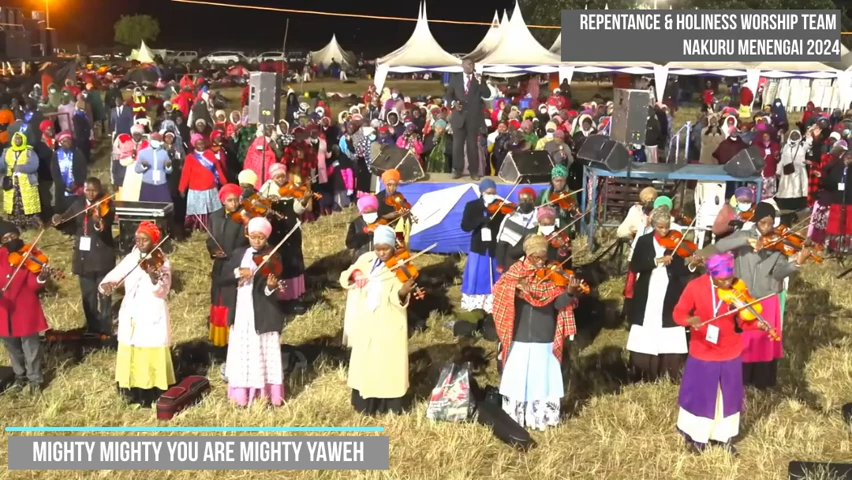 REPENTANCE & HOLINESS WORSHIP TEAM
NAKURU MENENGAI 2024
MIGHTY MIGHTY YOU ARE MIGHTY YAWEH